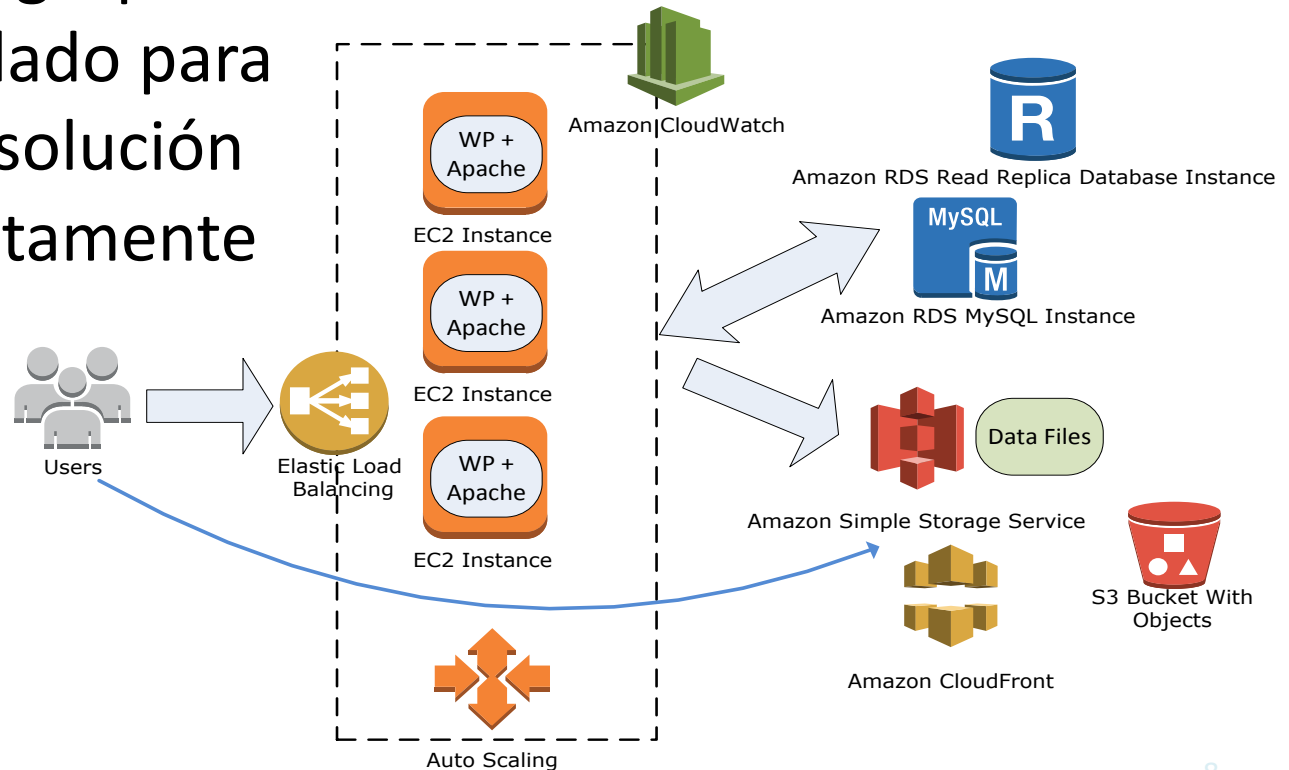 lado para
solución
tamente
Amazon CloudWatch
WP +
Apache
EC2 Instance
WP +
Apache
EC2 Instance
WP +
Apache
EC2 Instance
R
Amazon RDS Read Replica Database Instance
MySQL
M
Amazon RDS MySQL Instance
Users
Elastic Load
Balancing
Data Files
Amazon Simple Storage Service
S3 Bucket With
Objects
Amazon CloudFront
Auto Scaling